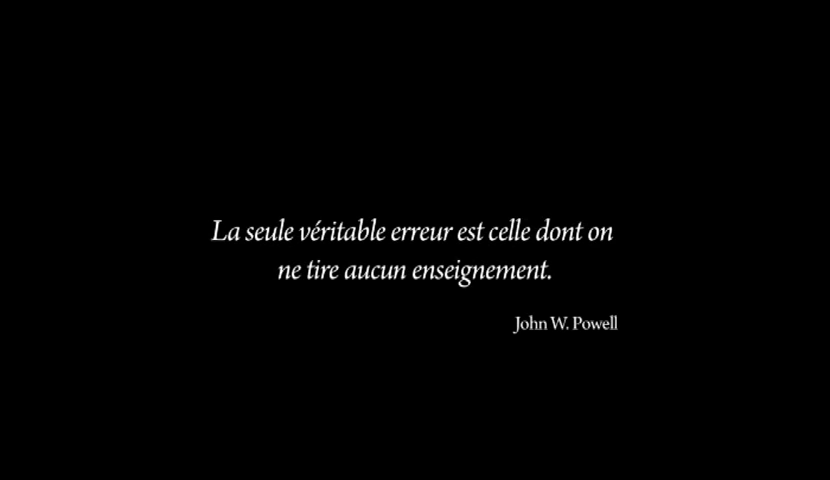 La seule véritable erreur est celle dont on
ne tire aucun enseignement.
John W. Powell